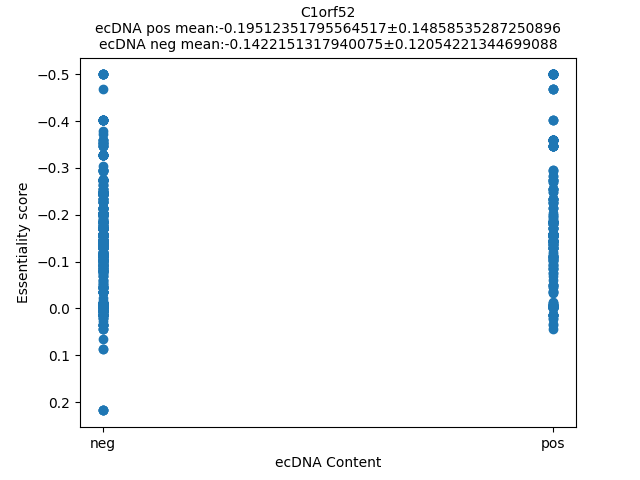 C1orf52
ecDNA pos mean:-0.19512351795564517±0.14858535287250896
ecDNA neg mean:-0.1422151317940075±0.12054221344699088
−0.5
−0.4
−0.3
−0.2
−0.1
0.0
0.1
0.2
Essentiality score
neg
pos
ecDNA Content